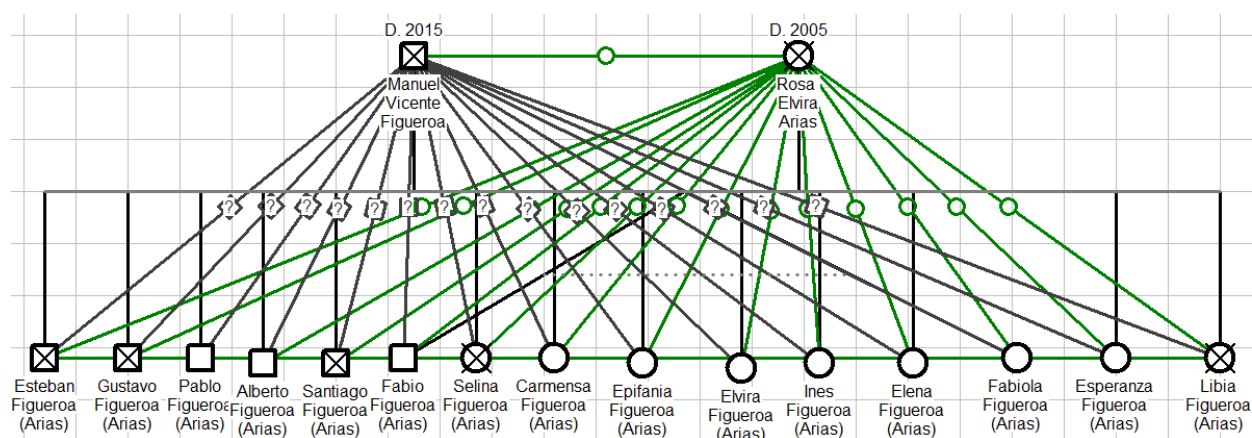 D. 2015
D. 2005
Manuel
Vicente
Figueroa
Rosa
Elvira
Arias
? ? ? ? ? ? ? ? ? ? ? ? ? ? ?
Esteban
Figueroa
(Arias)
Gustavo
Figueroa
(Arias)
Pablo
Figueroa
(Arias)
Alberto
Figueroa
(Arias)
Santiago
Figueroa
(Arias)
Fabio
Figueroa
(Arias)
Selina
Figueroa
(Arias)
Carmensa
Figueroa
(Arias)
Epifania
Figueroa
(Arias)
Elvira
Figueroa
(Arias)
Ines
Figueroa
(Arias)
Elena
Figueroa
(Arias)
Fabiola
Figueroa
(Arias)
Esperanza
Figueroa
(Arias)
Libia
Figueroa
(Arias)